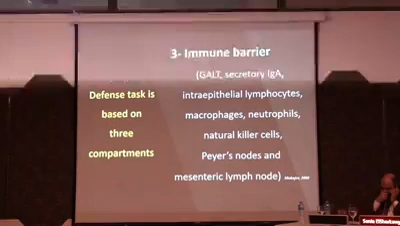 3- Immune barrier
(GALT, secretory IgA,
intraepithelial lymphocytes,
macrophages, neutrophils,
natural killer cells,
Peyer's nodes and
mesenteric lymph node)
Defense task is
based on
three
compartments